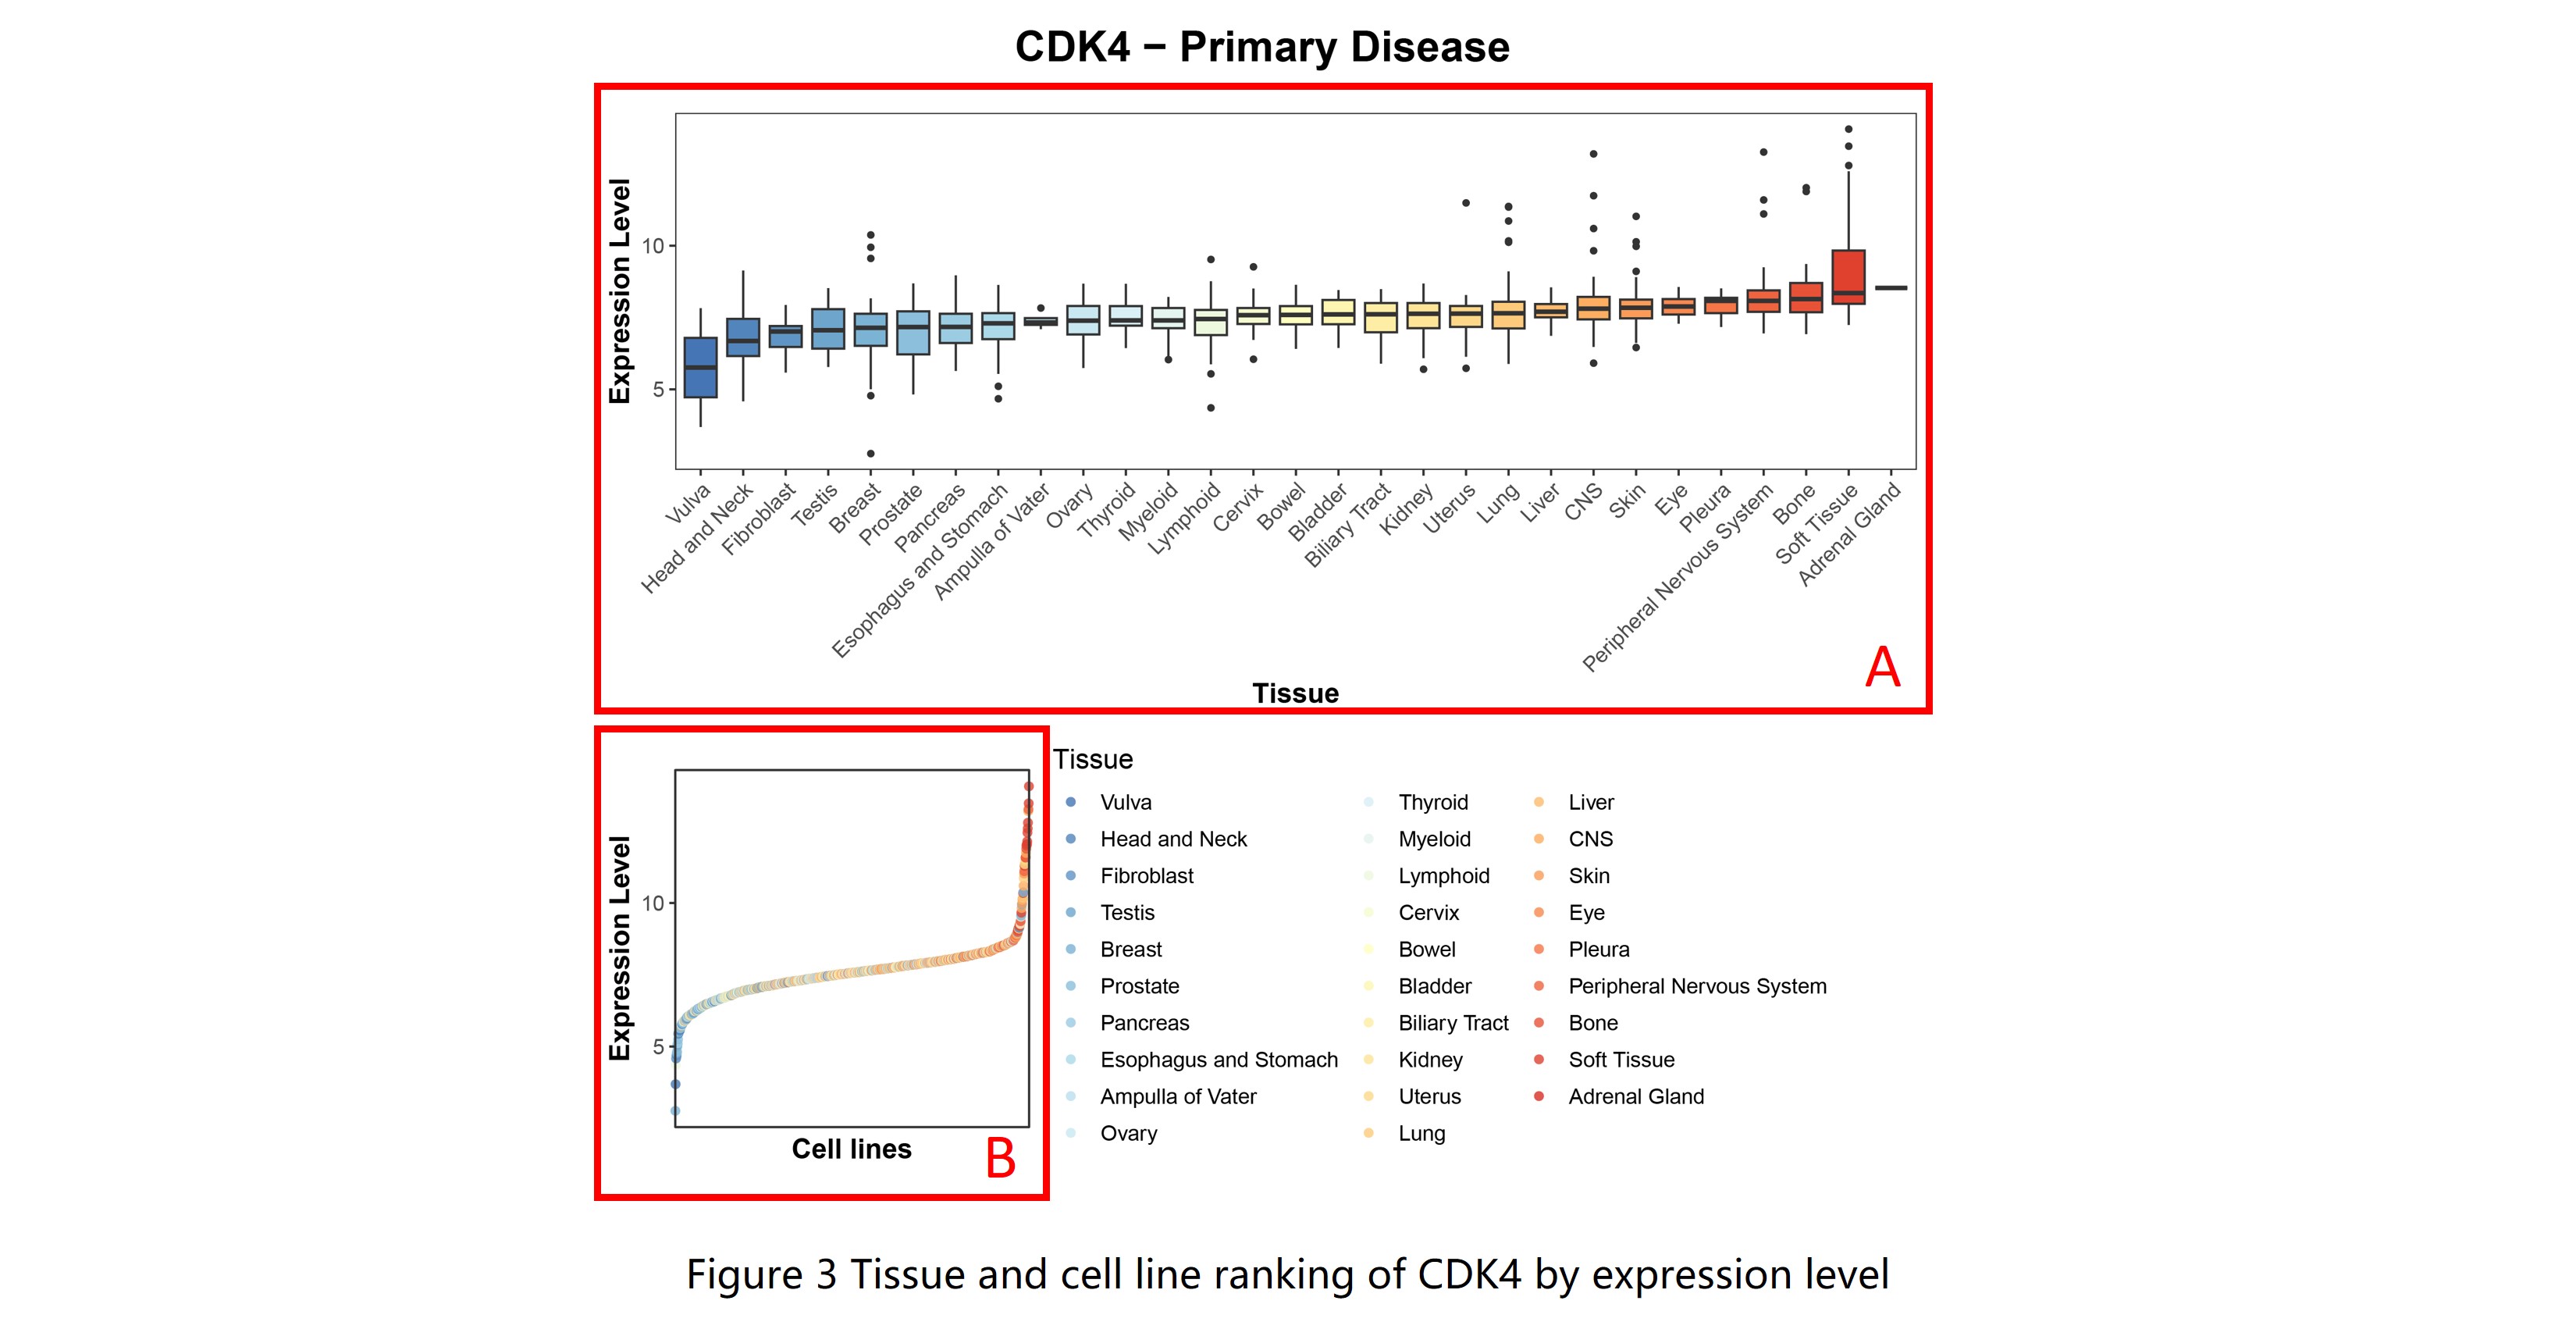 CDK4 − Primary Disease
Expression Level
10
5
Vulva
Head and Neck
Fibroblast
Testis
Breast
Prostate
Pancreas
Esophagus and Stomach
Ampulla of Vater
Ovary
Thyroid
Myeloid
Lymphoid
Cervix
Bowel
Bladder
Biliary Tract
Kidney
Uterus
Lung
Liver
CNS
Skin
Eye
Pleura
Peripheral Nervous System
Bone
Soft Tissue
Adrenal Gland
Tissue
A
Expression Level
10
5
Cell lines
B
Tissue
Vulva
Head and Neck
Fibroblast
Testis
Breast
Prostate
Pancreas
Esophagus and Stomach
Ampulla of Vater
Ovary
Thyroid
Myeloid
Lymphoid
Cervix
Bowel
Bladder
Biliary Tract
Kidney
Uterus
Lung
Liver
CNS
Skin
Eye
Pleura
Peripheral Nervous System
Bone
Soft Tissue
Adrenal Gland
Figure 3 Tissue and cell line ranking of CDK4 by expression level